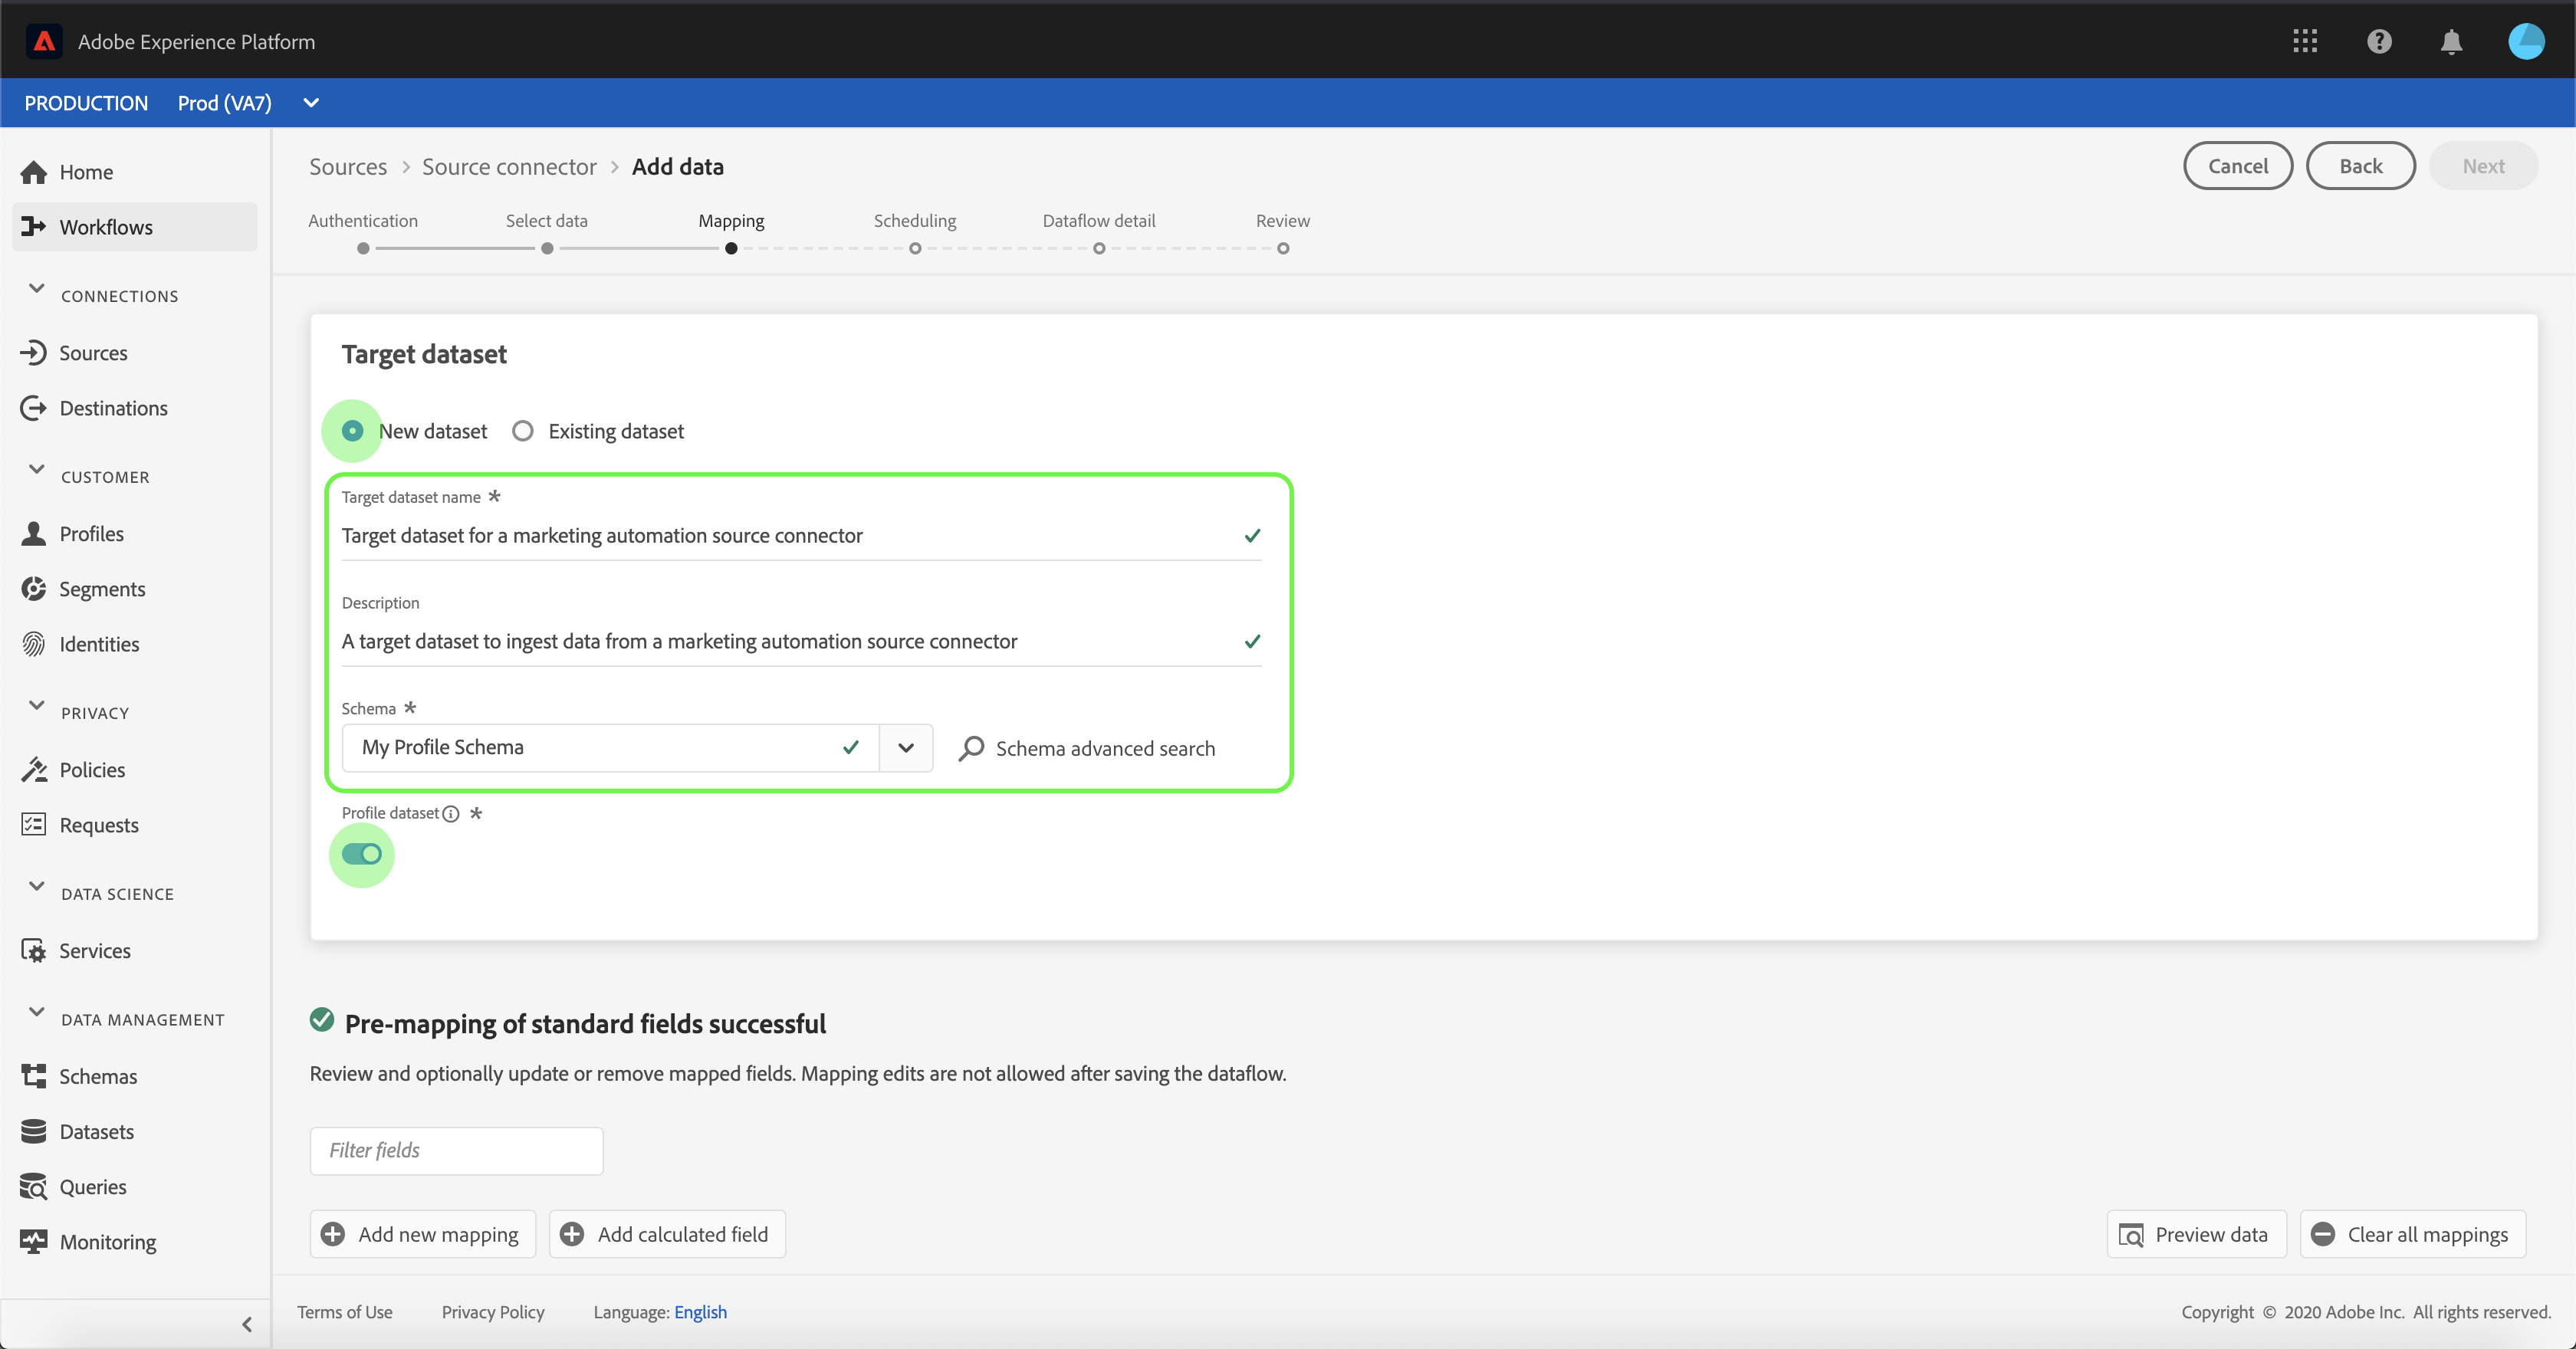 Adobe Experience Platform
PRODUCTION Prod (VA7)
Home
Workflows
CONNECTIONS
Sources
Destinations
CUSTOMER
Profiles
Segments
Identities
PRIVACY
Policies
Requests
DATA SCIENCE
Services
DATA MANAGEMENT
Schemas
Datasets
Queries
Monitoring
Sources > Source connector > Add data
Cancel
Back
Next
Authentication
Select data
Mapping
Scheduling
Dataflow detail
Review
Target dataset
New dataset
Existing dataset
Target dataset name *
Target dataset for a marketing automation source connector
Description
A target dataset to ingest data from a marketing automation source connector
Schema *
My Profile Schema
Schema advanced search
Profile dataset *
Pre-mapping of standard fields successful
Review and optionally update or remove mapped fields. Mapping edits are not allowed after saving the dataflow.
Filter fields
Add new mapping
Add calculated field
Preview data
Clear all mappings
Terms of Use
Privacy Policy
Language: English
Copyright © 2020 Adobe Inc. All rights reserved.